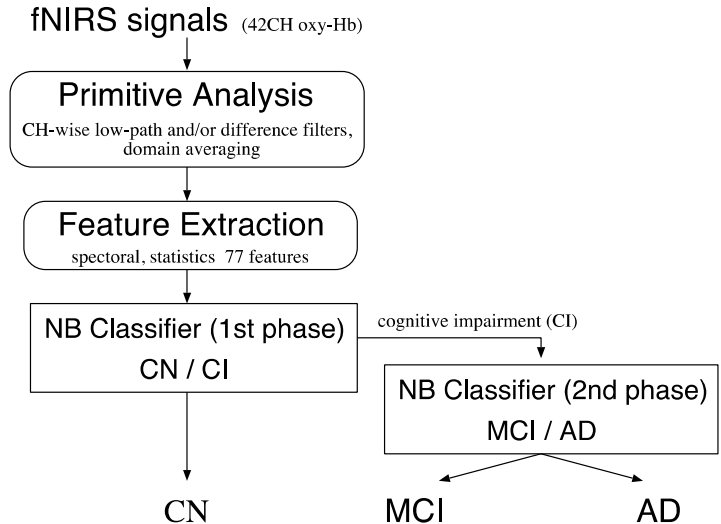 fNIRS signals (42CH oxy-Hb)
Primitive Analysis
CH-wise low-path and/or difference filters,
domain averaging
Feature Extraction
spectoral, statistics 77 features
NB Classifier (1st phase)
CN / CI
cognitive impairment (CI)
NB Classifier (2nd phase)
MCI / AD
CN
MCI
AD